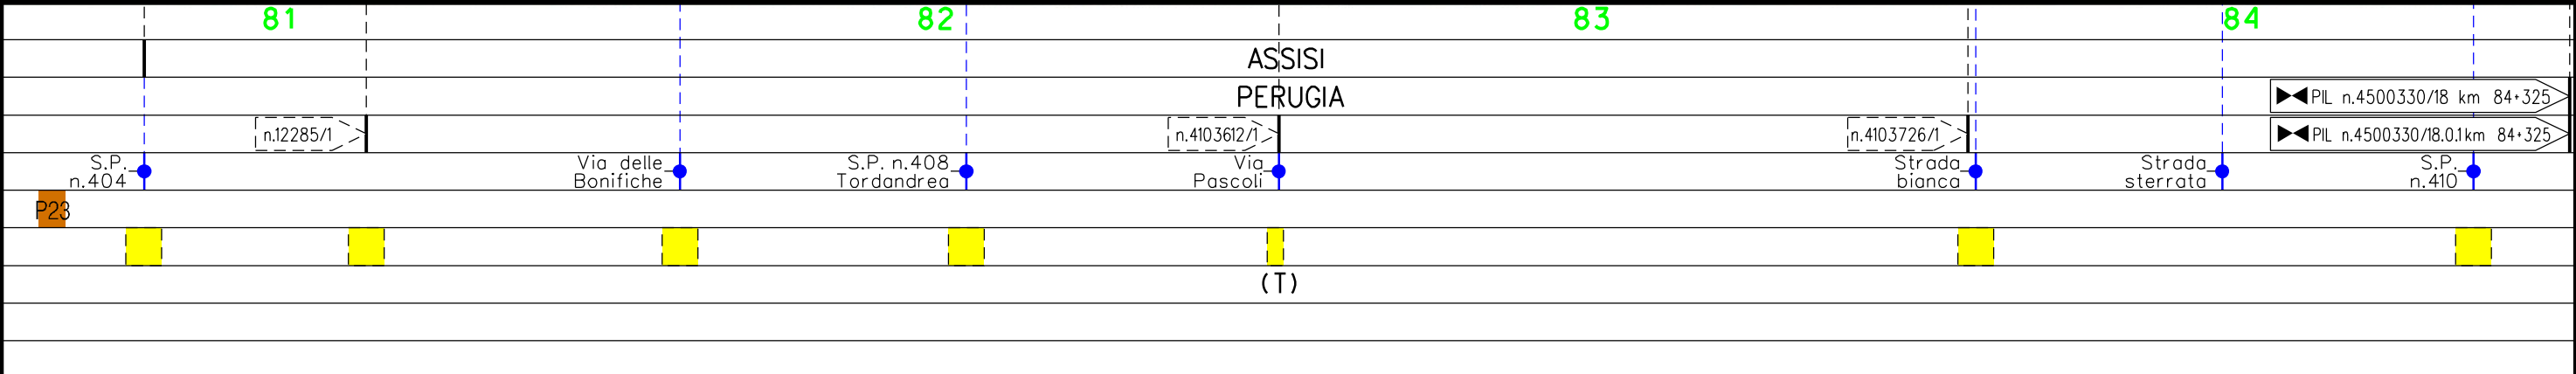 81 82 83 84
ASSISI
PERUGIA
PIL n.4500330/18 km 84+325
n.12285/1
n.4103612/1
n.4103726/1
PIL n.4500330/18.0.1km 84+325
S.P.
n.404
Via delle
Bonifiche
S.P. n.408
Tordandrea
Via
Pascoli
Strada
bianca
Strada
sterrata
S.P.
n.410
P23
(T)